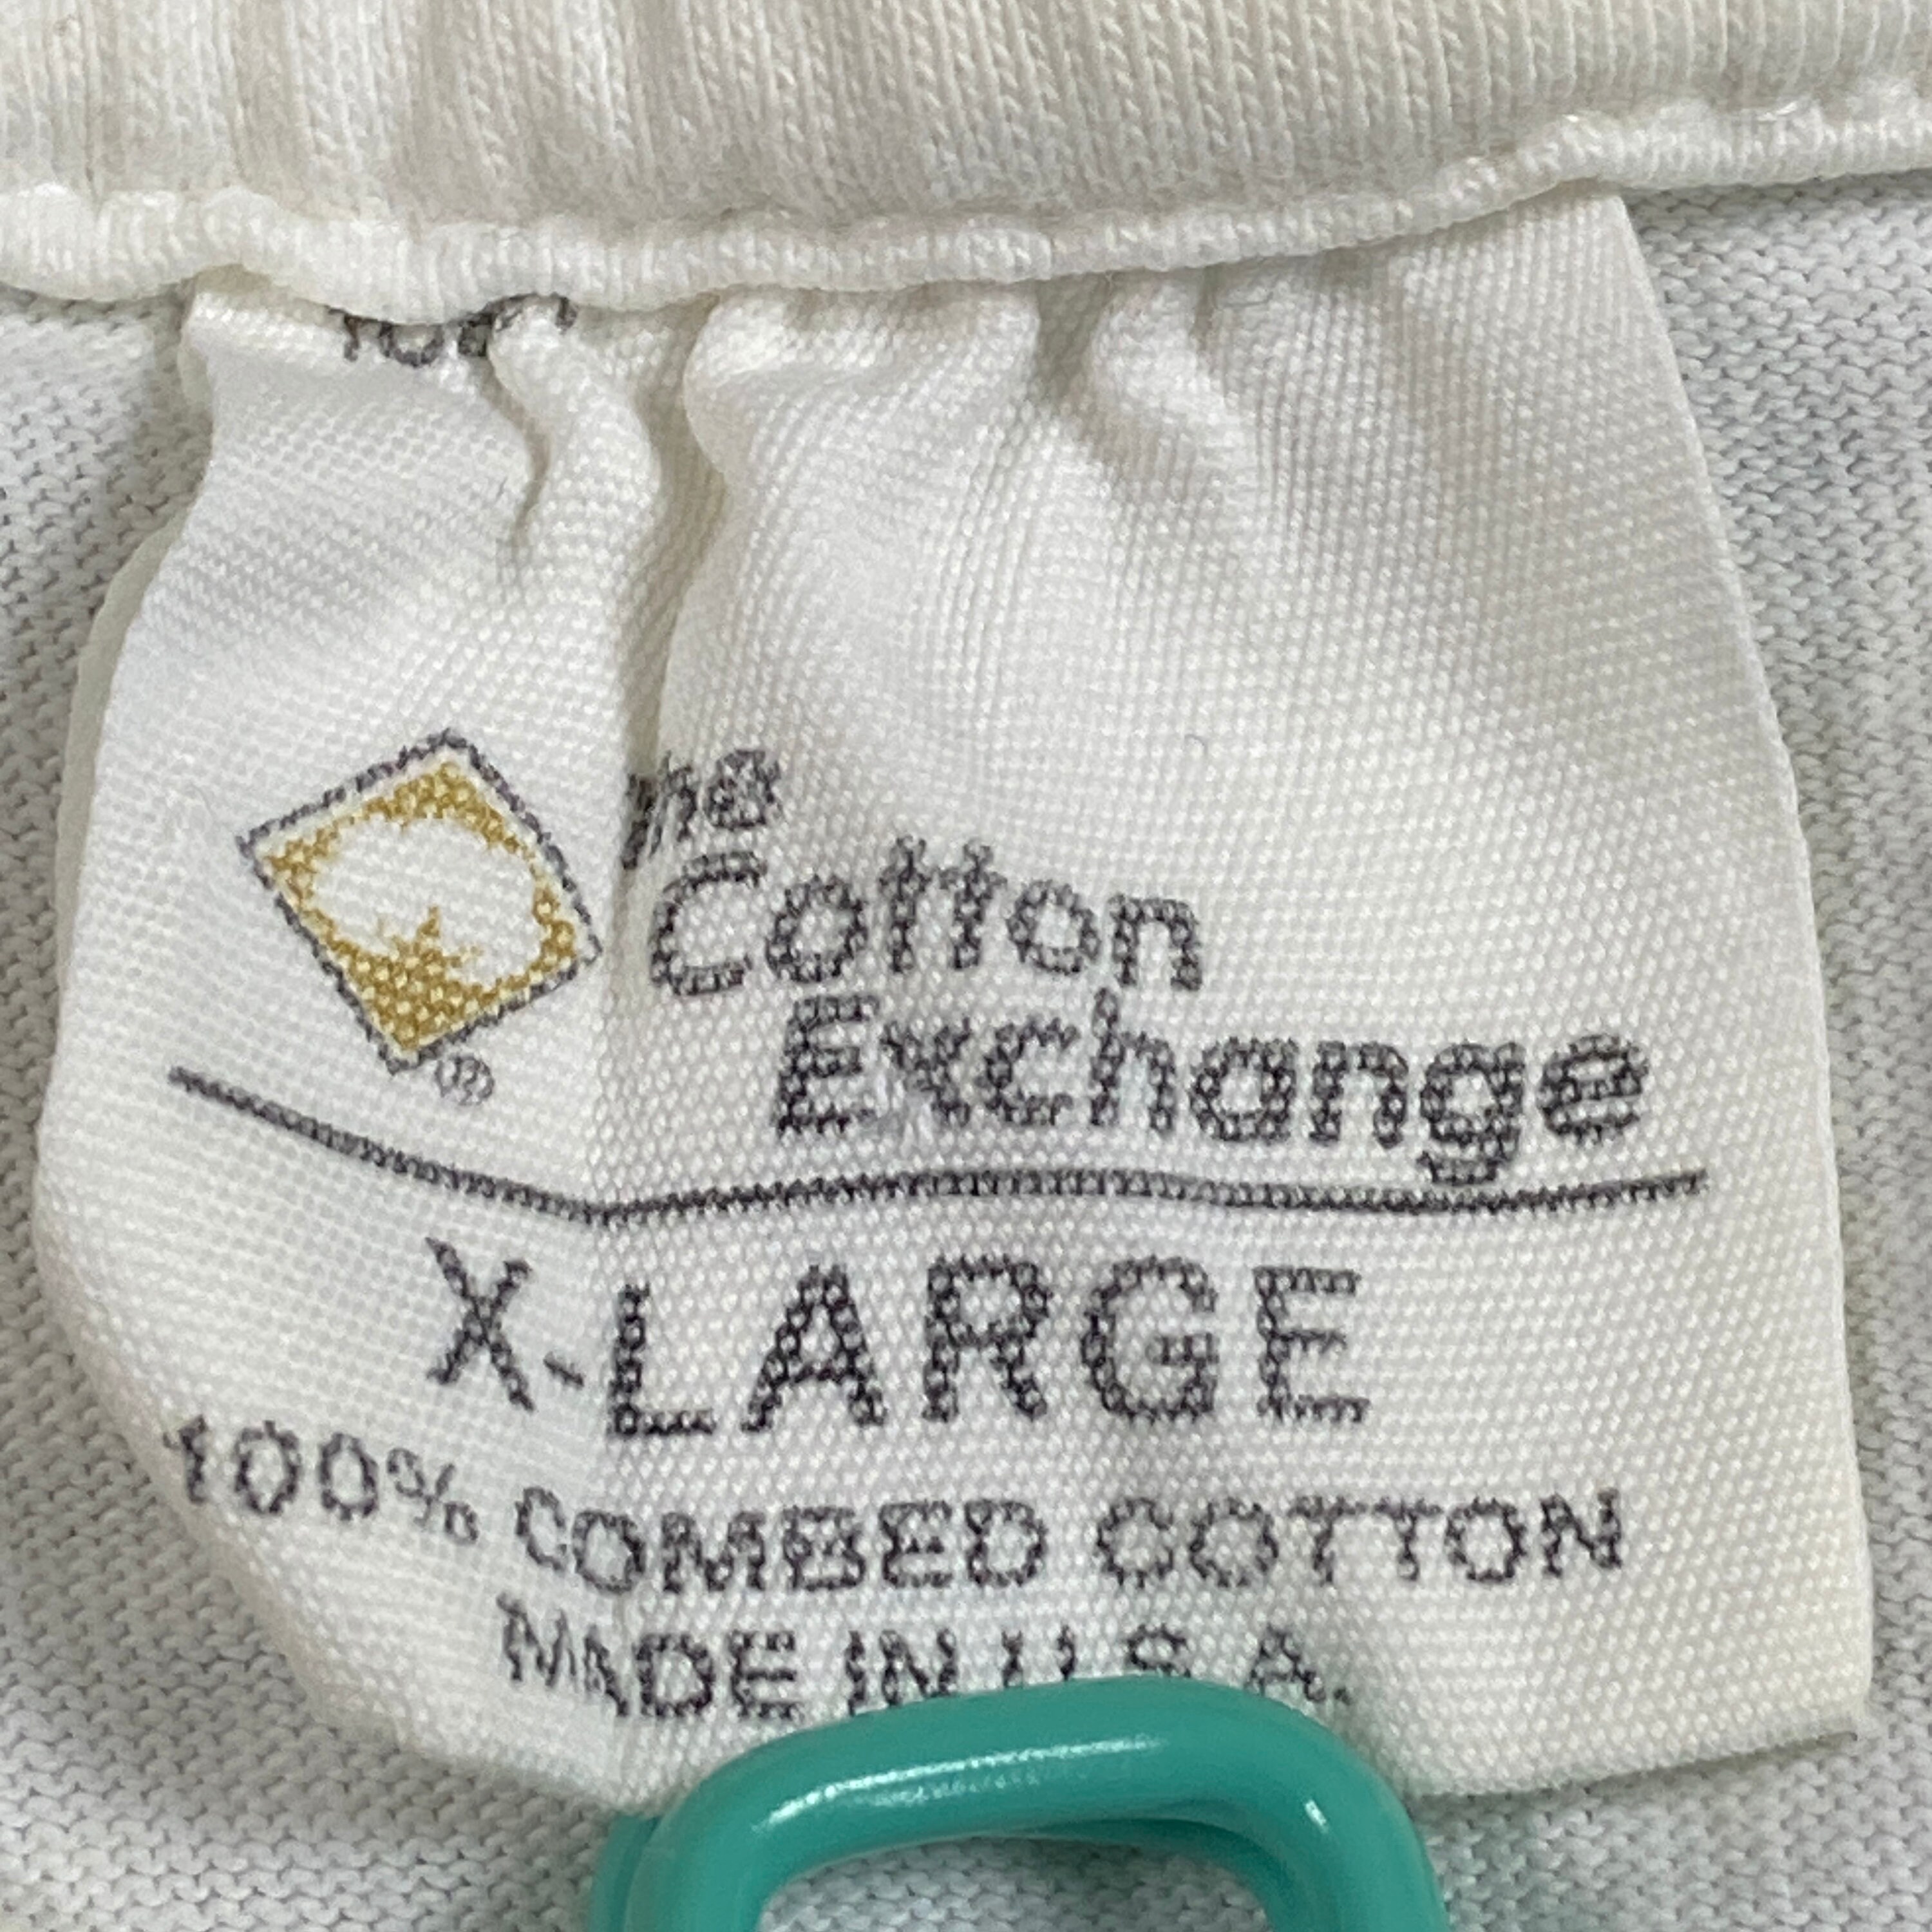 the
Cotton
Exchange
®
X-LARGE
100% COMBED COTTON
MADE IN U.S.A.